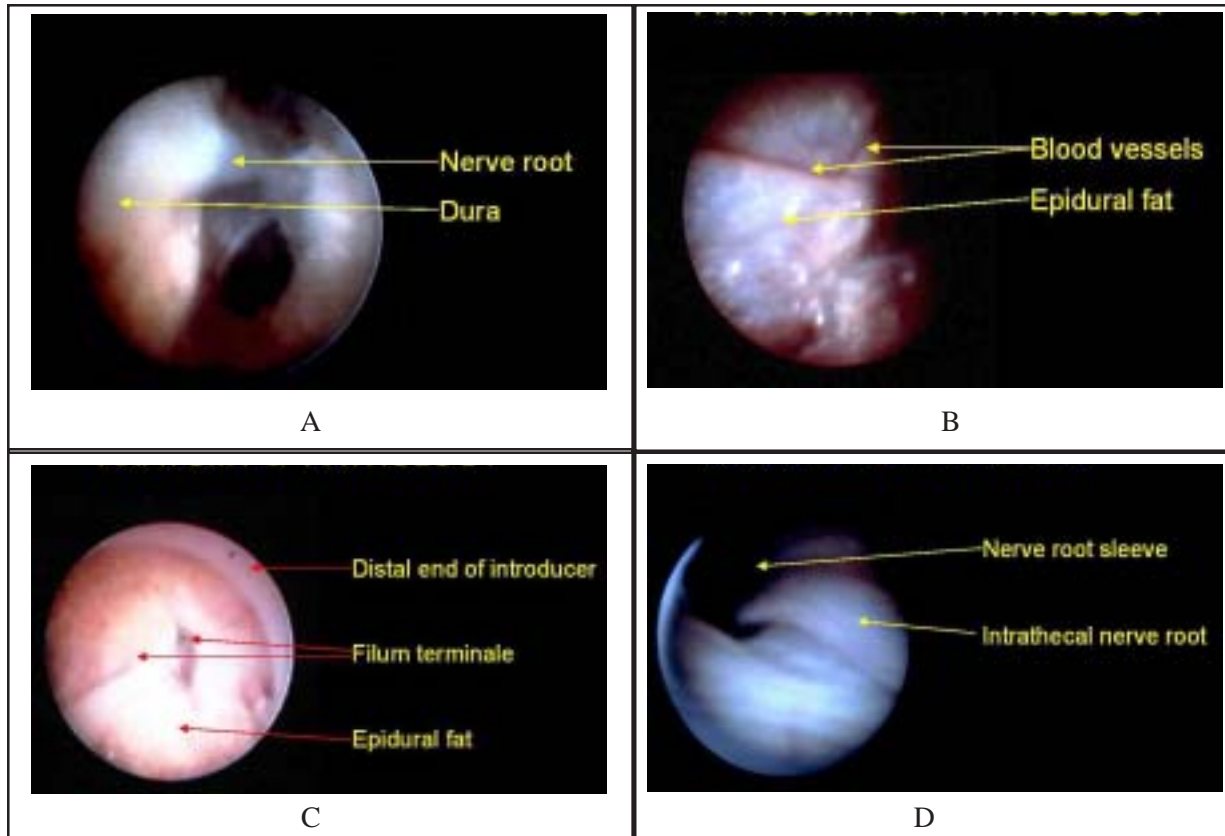 Nerve root
Dura
A
Blood vessels
Epidural fat
B
Distal end of introducer
Filum terminale
Epidural fat
C
Nerve root sleeve
Intrathecal nerve root
D